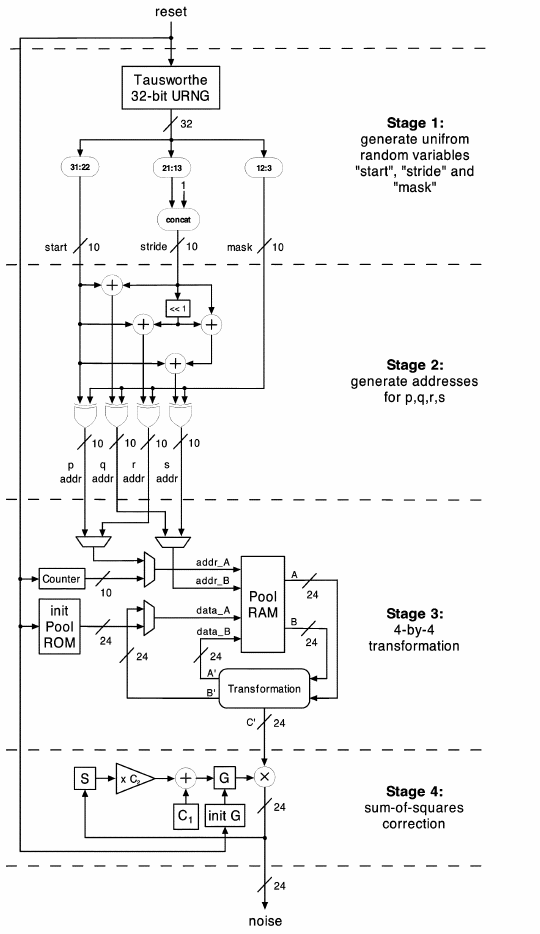 reset
Tausworthe
32-bit URNG
32
Stage 1:
generate unifrom
random variables
"start", "stride" and
"mask"
31:22
21:13
12:3
1
concat
start
10
stride
10
mask
10
+
<< 1
+
+
+
Stage 2:
generate addresses
for p,q,r,s
10
10
10
10
p
addr
q
addr
r
addr
s
addr
Counter
10
addr_A
addr_B
Pool
RAM
A
24
init
Pool
ROM
24
data_A
data_B
B
24
24
24
A'
B'
Transformation
Stage 3:
4-by-4
transformation
C'
24
S
x C₂
+
G
×
C₁
init G
24
Stage 4:
sum-of-squares
correction
24
noise